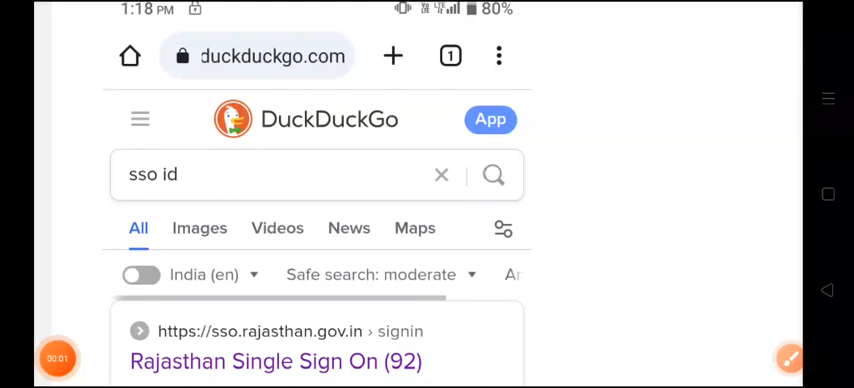 1:18 PM 80%
duckduckgo.com 1
DuckDuckGo App
sso id
All Images Videos News Maps
India (en) Safe search: moderate
https://sso.rajasthan.gov.in › signin
Rajasthan Single Sign On (92)
00:01